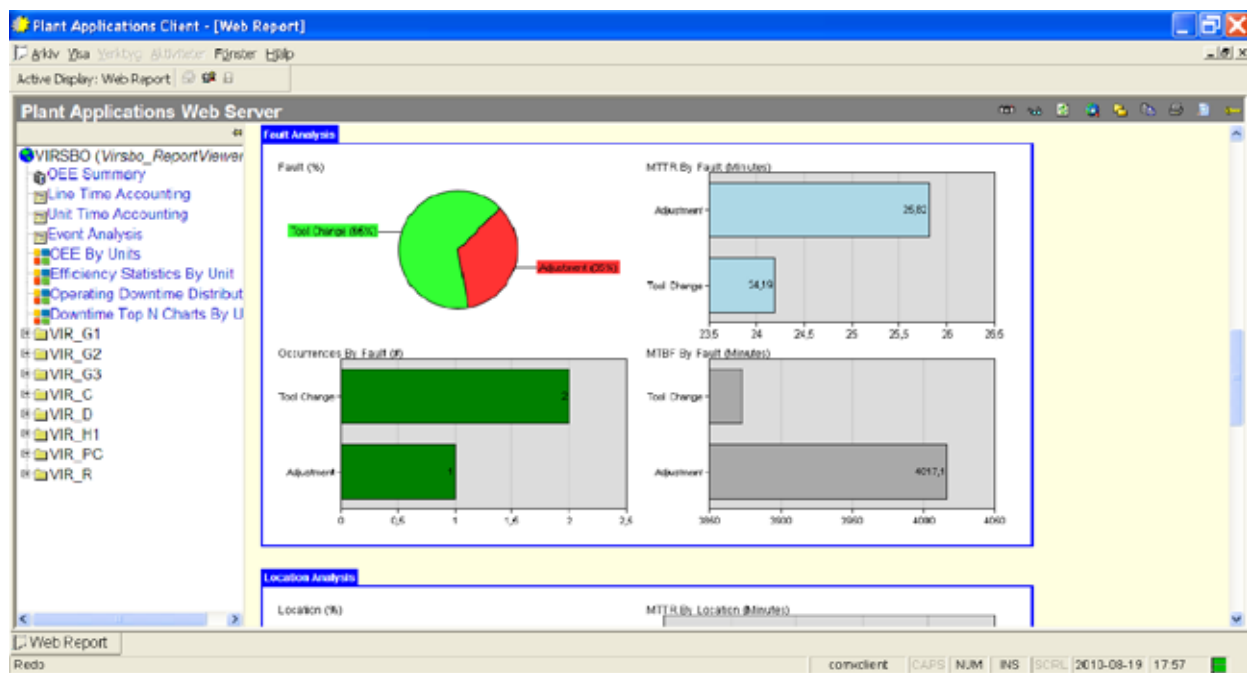 Plant Applications Client - [Web Report]
Arkiv Visa Verktyg Aktiviteter Fönster Hjälp
Active Display: Web Report
Plant Applications Web Server
VIRSBO (Virsbo_ReportViewer
OEE Summary
Line Time Accounting
Unit Time Accounting
Event Analysis
OEE By Units
Efficiency Statistics By Unit
Operating Downtime Distribut
Downtime Top N Charts By U
VIR_G1
VIR_G2
VIR_G3
VIR_C
VIR_D
VIR_H1
VIR_PC
VIR_R
Fault Analysis
Fault (%)
Tool Change (66%)
Adjustment (35%)
MTTR By Fault (Minutes)
Adjustment
25,82
Tool Change
24,19
23,5 24 24,5 25 25,5 26 26,5
Occurrences By Fault (#)
Tool Change
2
Adjustment
1
0 0,5 1 1,5 2 2,5
MTBF By Fault (Minutes)
Tool Change
Adjustment
4017,1
3850 3900 3950 4000 4050
Location Analysis
Location (%)
MTTR By Location (Minutes)
Web Report
Redo
comxclient CAPS NUM INS SCRL 2010-08-19 17:57